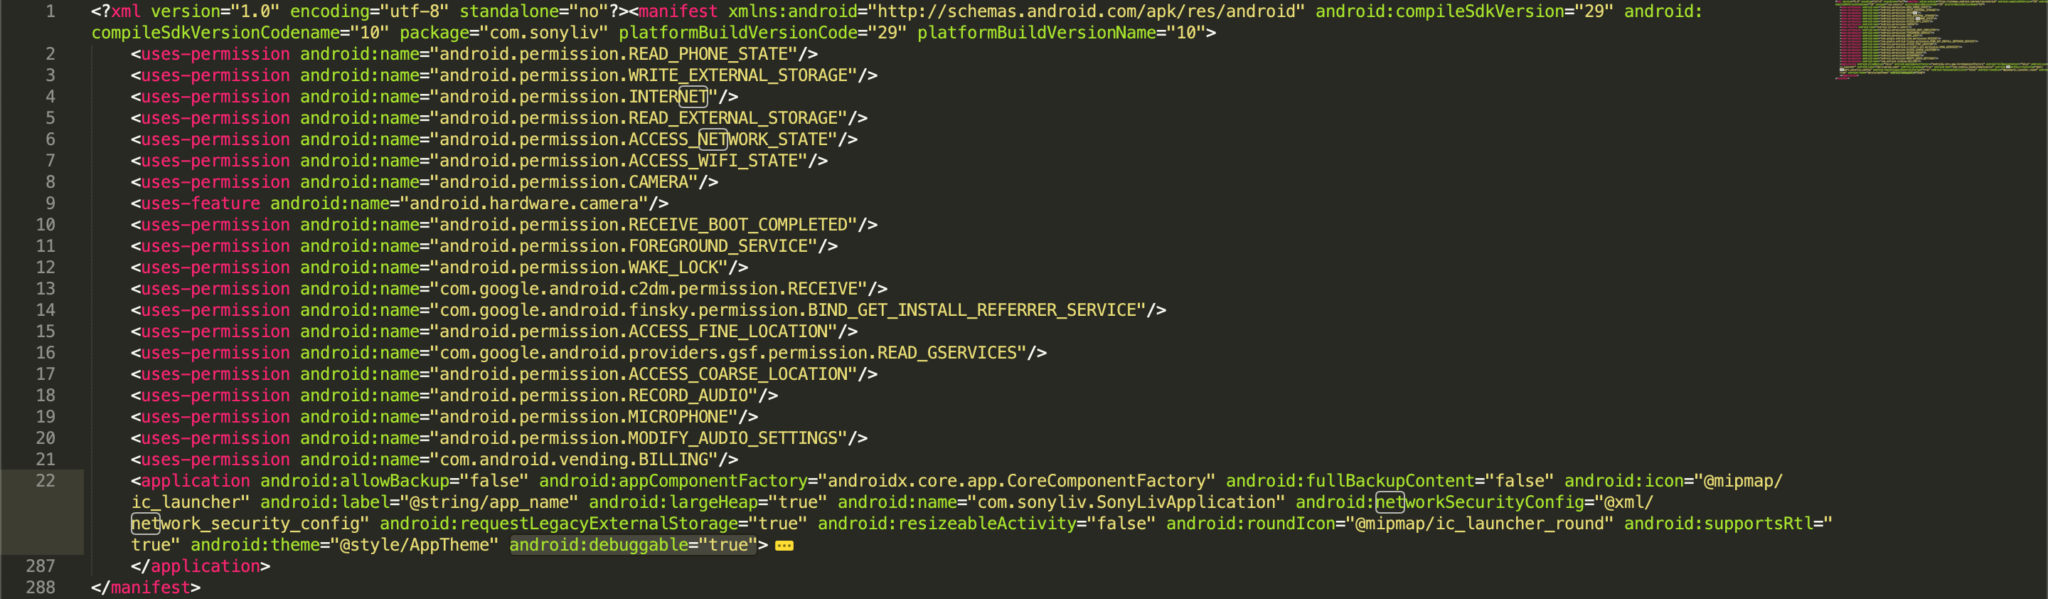 1 <?xml version="1.0" encoding="utf-8" standalone="no"?><manifest xmlns:android="http://schemas.android.com/apk/res/android" android:compileSdkVersion="29" android:
compileSdkVersionCodename="10" package="com.sonyliv" platformBuildVersionCode="29" platformBuildVersionName="10">
2 <uses-permission android:name="android.permission.READ_PHONE_STATE"/>
3 <uses-permission android:name="android.permission.WRITE_EXTERNAL_STORAGE"/>
4 <uses-permission android:name="android.permission.INTERNET"/>
5 <uses-permission android:name="android.permission.READ_EXTERNAL_STORAGE"/>
6 <uses-permission android:name="android.permission.ACCESS_NETWORK_STATE"/>
7 <uses-permission android:name="android.permission.ACCESS_WIFI_STATE"/>
8 <uses-permission android:name="android.permission.CAMERA"/>
9 <uses-feature android:name="android.hardware.camera"/>
10 <uses-permission android:name="android.permission.RECEIVE_BOOT_COMPLETED"/>
11 <uses-permission android:name="android.permission.FOREGROUND_SERVICE"/>
12 <uses-permission android:name="android.permission.WAKE_LOCK"/>
13 <uses-permission android:name="com.google.android.c2dm.permission.RECEIVE"/>
14 <uses-permission android:name="com.google.android.finsky.permission.BIND_GET_INSTALL_REFERRER_SERVICE"/>
15 <uses-permission android:name="android.permission.ACCESS_FINE_LOCATION"/>
16 <uses-permission android:name="com.google.android.providers.gsf.permission.READ_GSERVICES"/>
17 <uses-permission android:name="android.permission.ACCESS_COARSE_LOCATION"/>
18 <uses-permission android:name="android.permission.RECORD_AUDIO"/>
19 <uses-permission android:name="android.permission.MICROPHONE"/>
20 <uses-permission android:name="android.permission.MODIFY_AUDIO_SETTINGS"/>
21 <uses-permission android:name="com.android.vending.BILLING"/>
22 <application android:allowBackup="false" android:appComponentFactory="androidx.core.app.CoreComponentFactory" android:fullBackupContent="false" android:icon="@mipmap/
ic_launcher" android:label="@string/app_name" android:largeHeap="true" android:name="com.sonyliv.SonyLivApplication" android:networkSecurityConfig="@xml/
network_security_config" android:requestLegacyExternalStorage="true" android:resizeableActivity="false" android:roundIcon="@mipmap/ic_launcher_round" android:supportsRtl="
true" android:theme="@style/AppTheme" android:debuggable="true">
287 </application>
288 </manifest>